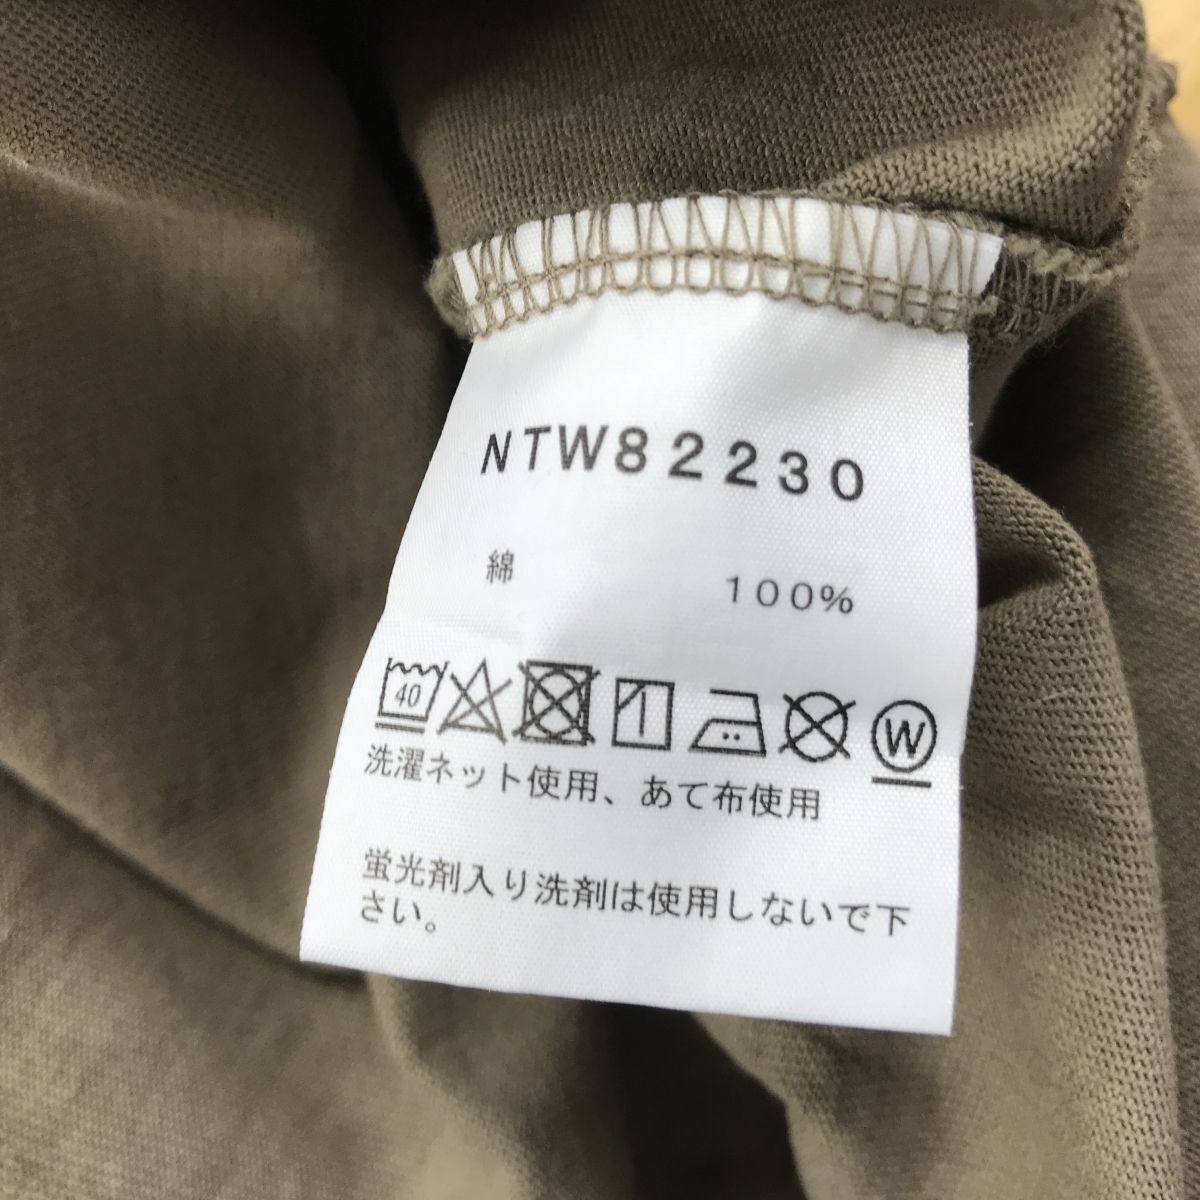 NTW82230
綿 100%
40 W
洗濯ネット使用、あて布使用
蛍光剤入り洗剤は使用しないで下
さい。